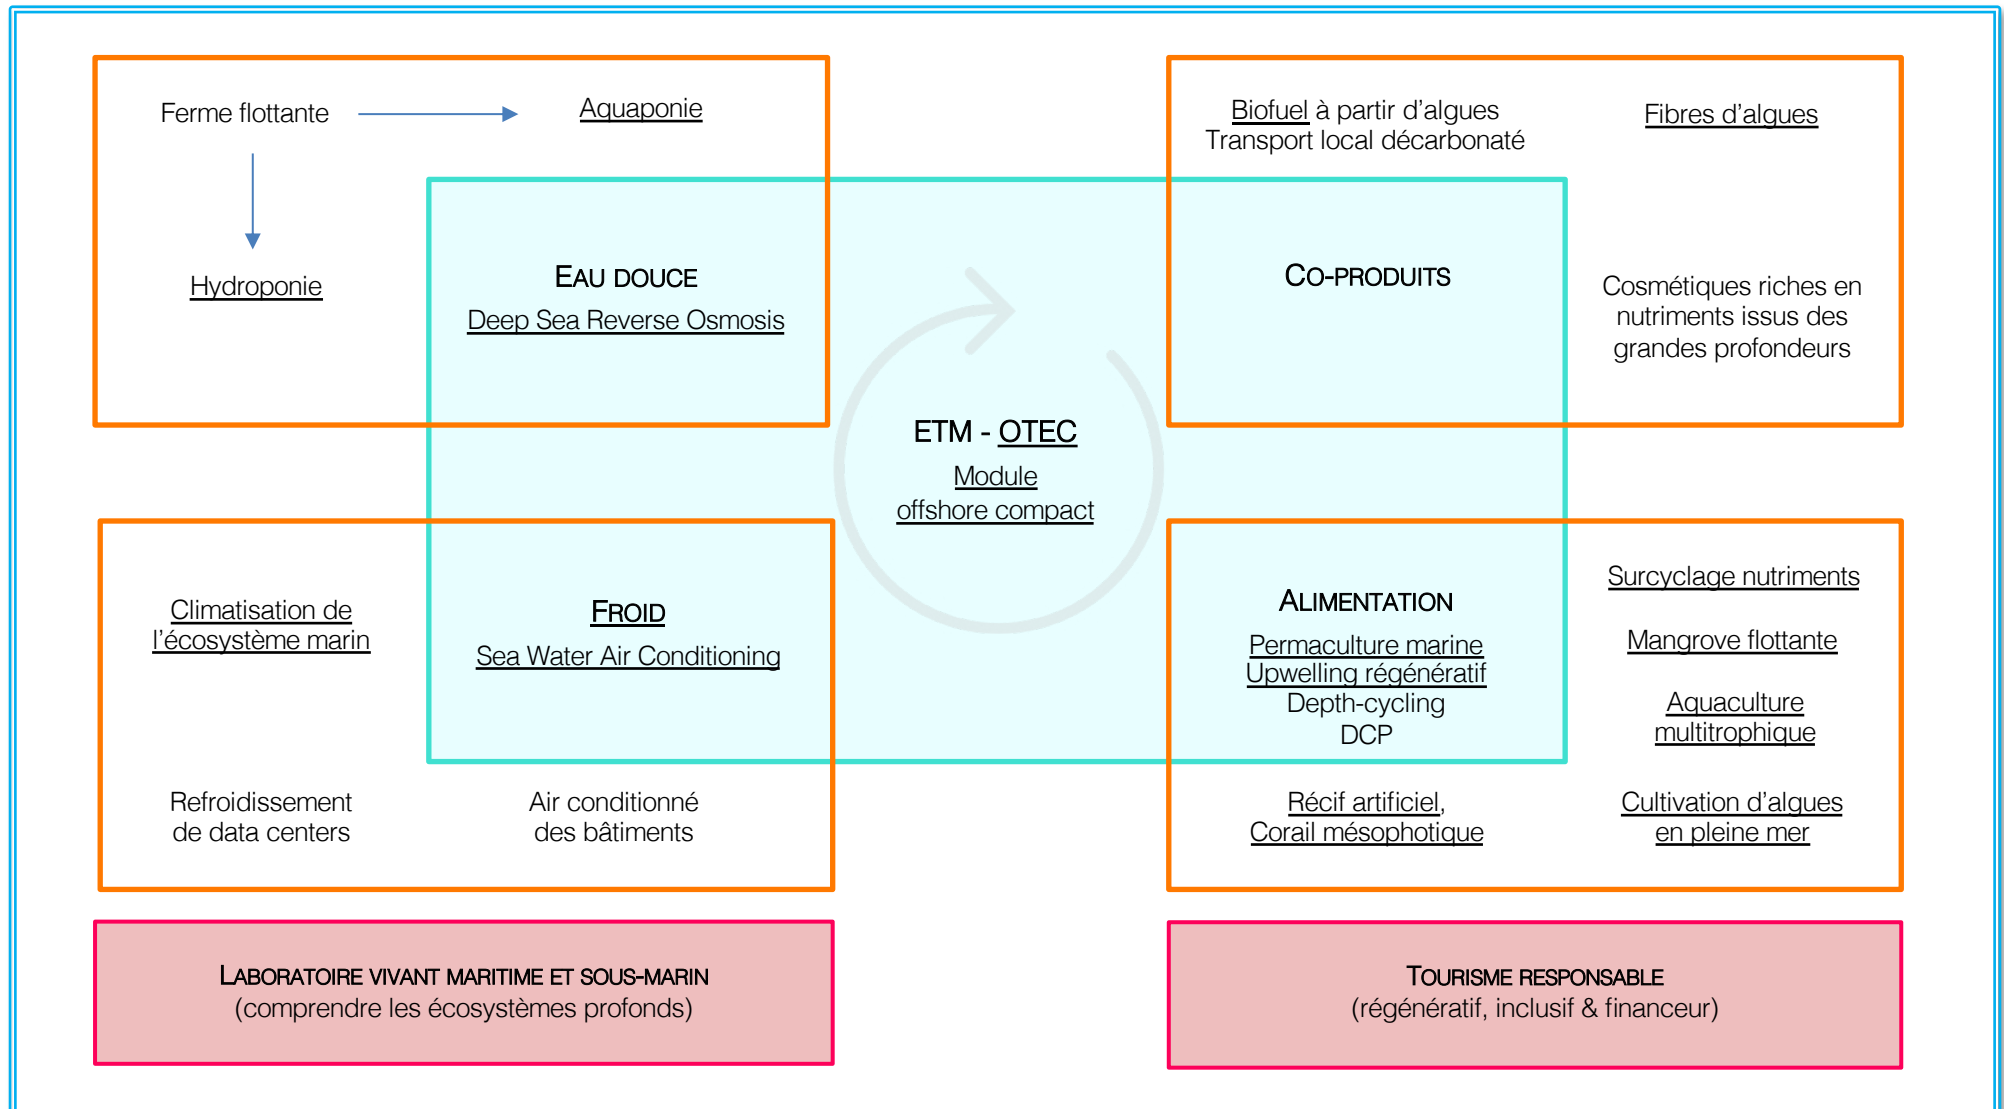 Ferme flottante
Aquaponie
Hydroponie
EAU DOUCE
Deep Sea Reverse Osmosis
Biofuel à partir d’algues
Transport local décarbonaté
Fibres d’algues
CO-PRODUITS
Cosmétiques riches en
nutriments issus des
grandes profondeurs
ETM - OTEC
Module
offshore compact
Climatisation de
l’écosystème marin
FROID
Sea Water Air Conditioning
Refroidissement
de data centers
Air conditionné
des bâtiments
ALIMENTATION
Permaculture marine
Upwelling régénératif
Depth-cycling
DCP
Surcyclage nutriments
Mangrove flottante
Aquaculture
multitrophique
Récif artificiel,
Corail mésophotique
Cultivation d’algues
en pleine mer
LABORATOIRE VIVANT MARITIME ET SOUS-MARIN
(comprendre les écosystèmes profonds)
TOURISME RESPONSABLE
(régénératif, inclusif & financeur)